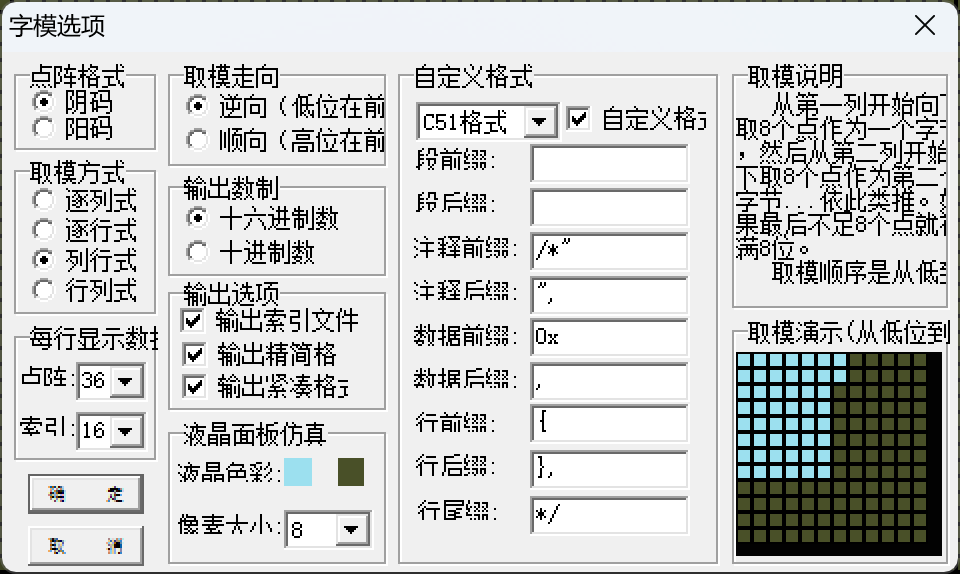 字模选项
点阵格式
阴码
阳码
取模方式
逐列式
逐行式
列行式
行列式
每行显示数据
点阵: 36
索引: 16
确 定
取 消
取模走向
逆向（低位在前
顺向（高位在前
输出数制
十六进制数
十进制数
输出选项
输出索引文件
输出精简格
输出紧凑格式
液晶面板仿真
液晶色彩:
像素大小: 8
自定义格式
C51格式 自定义格式
段前缀:
段后缀:
注释前缀: /*"
注释后缀: ",
数据前缀: 0x
数据后缀: ,
行前缀: {
行后缀: },
行尾缀: */
取模说明
从第一列开始向下
取8个点作为一个字节
，然后从第二列开始
下取8个点作为第二个
字节...依此类推。如
果最后不足8个点就补
满8位。
取模顺序是从低到
取模演示(从低位到